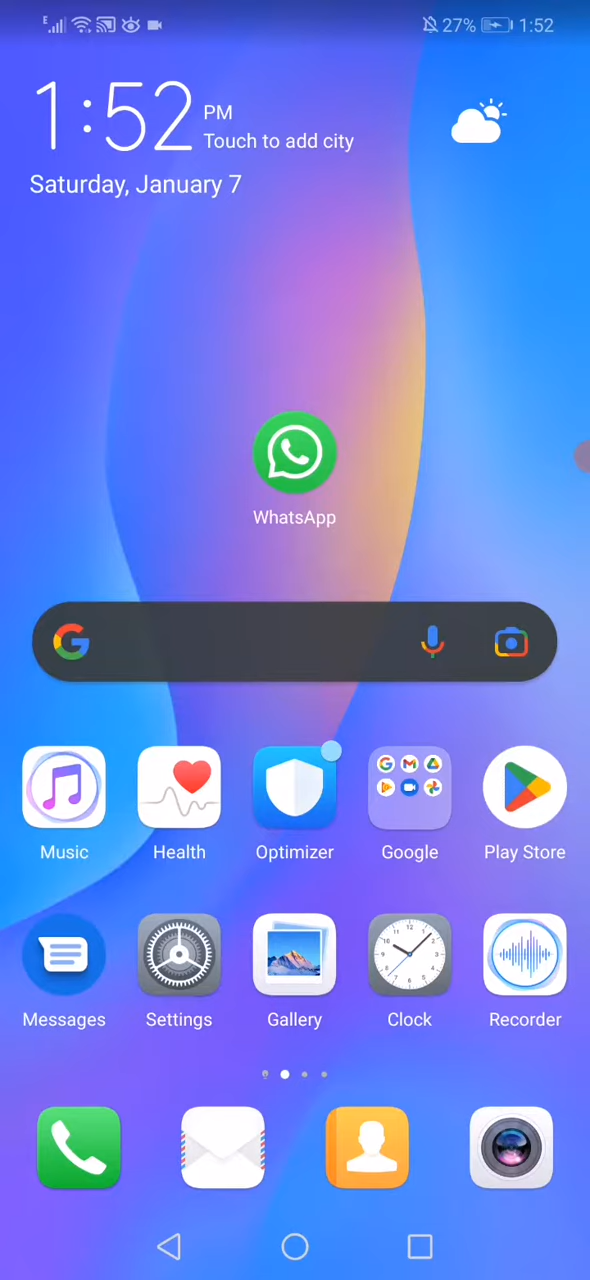 E 27% 1:52
1:52 PM
Touch to add city
Saturday, January 7
WhatsApp
Music Health Optimizer Google Play Store
Messages Settings Gallery Clock Recorder